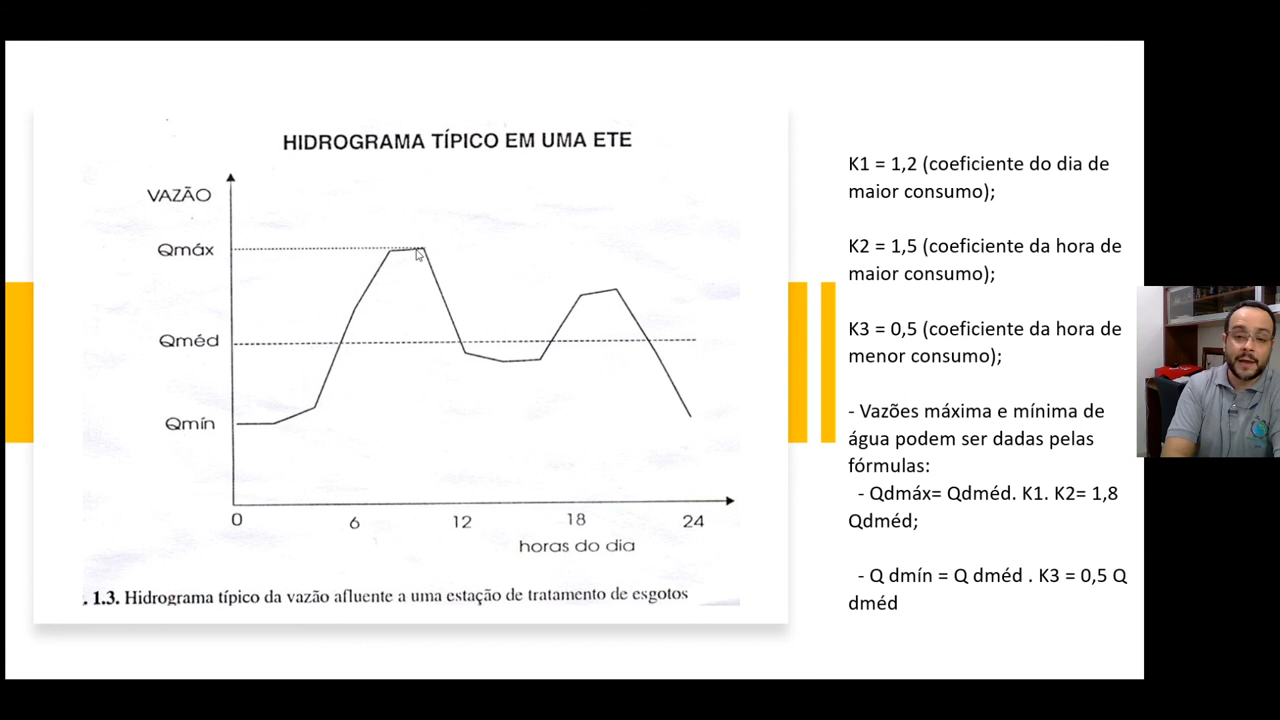 HIDROGRAMA TÍPICO EM UMA ETE
VAZÃO
Qmáx
Qméd
Qmín
0 6 12 18 24
horas do dia
. 1.3. Hidrograma típico da vazão afluente a uma estação de tratamento de esgotos
K1 = 1,2 (coeficiente do dia de
maior consumo);
K2 = 1,5 (coeficiente da hora de
maior consumo);
K3 = 0,5 (coeficiente da hora de
menor consumo);
- Vazões máxima e mínima de
água podem ser dadas pelas
fórmulas:
- Qdmáx= Qdméd. K1. K2= 1,8
Qdméd;
- Q dmín = Q dméd . K3 = 0,5 Q
dméd